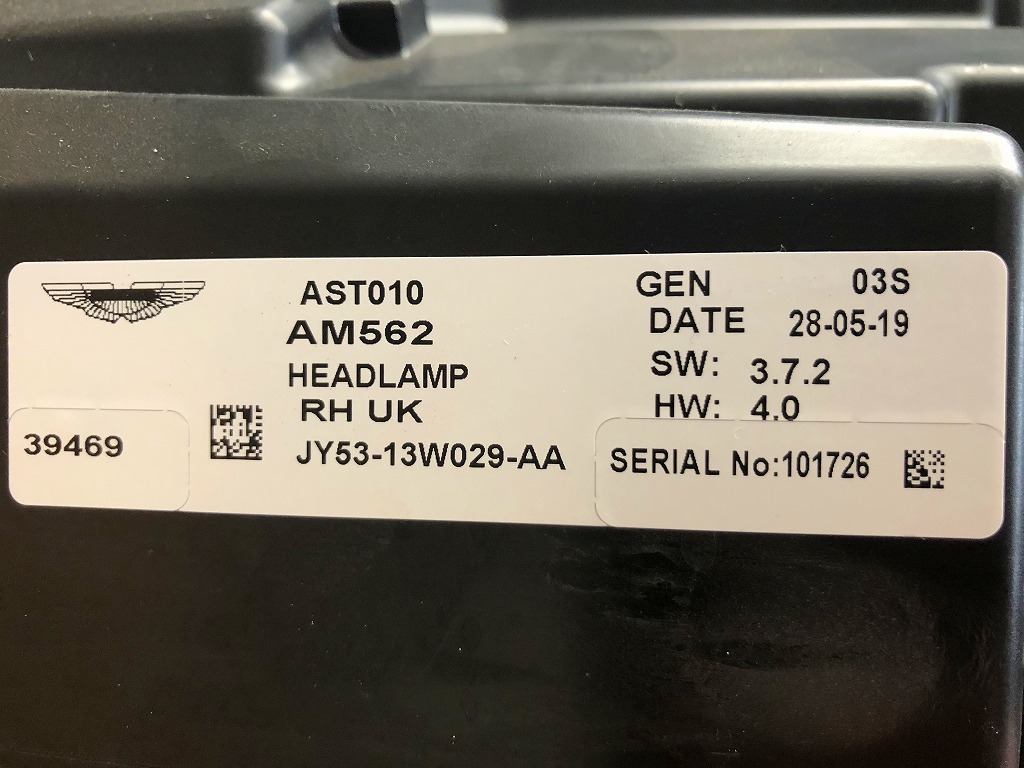 AST010
AM562
HEADLAMP
RH UK
JY53-13W029-AA
39469
GEN 03S
DATE 28-05-19
SW: 3.7.2
HW: 4.0
SERIAL No:101726